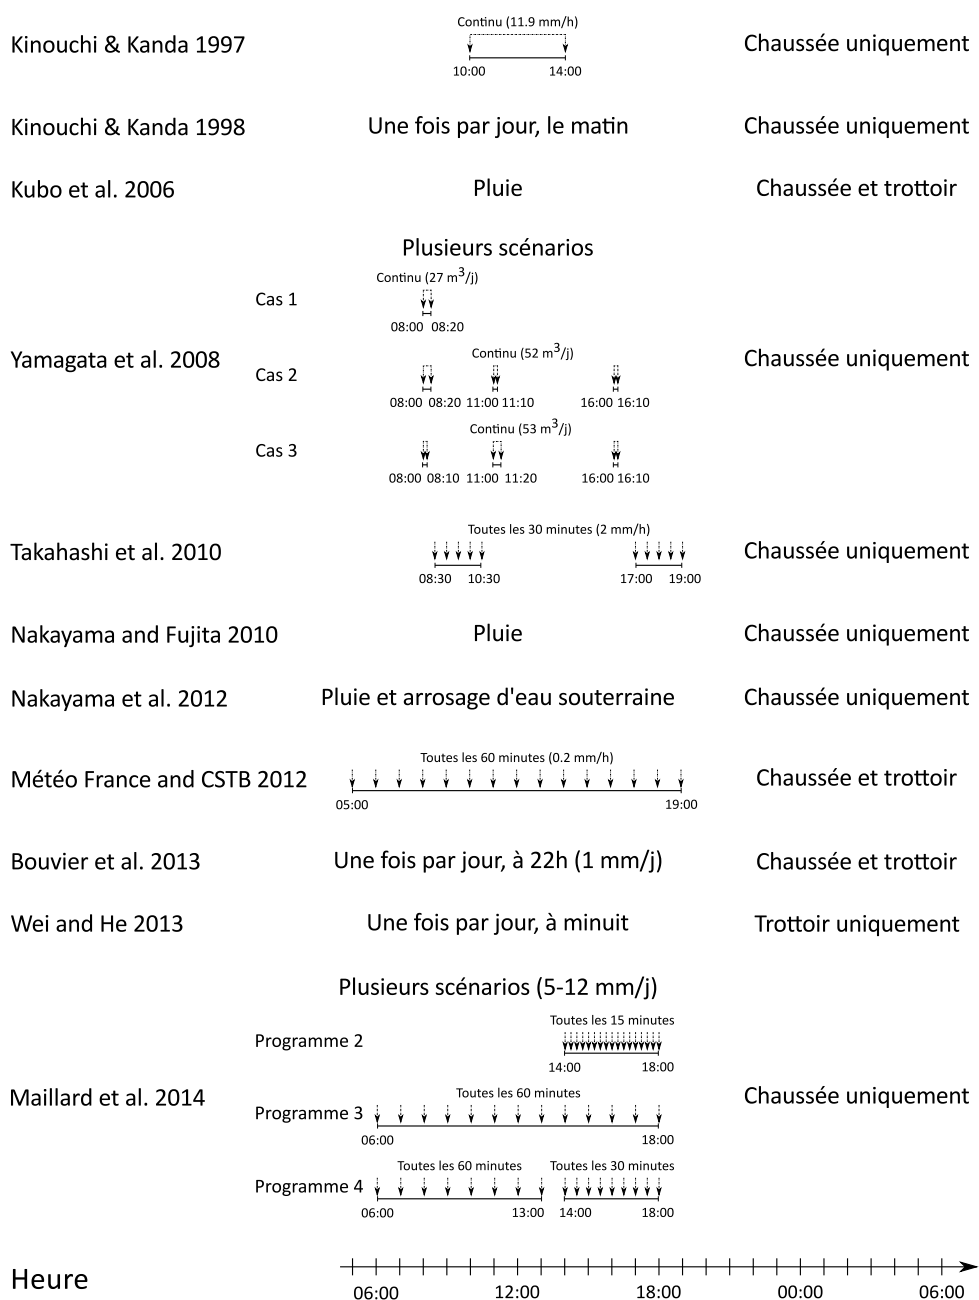 Continu (11.9 mm/h)
Kinouchi & Kanda 1997 Chaussée uniquement
10:00 14:00
Kinouchi & Kanda 1998 Une fois par jour, le matin Chaussée uniquement
Kubo et al. 2006 Pluie Chaussée et trottoir
Plusieurs scénarios
Continu (27 m³/j)
Cas 1
08:00 08:20
Continu (52 m³/j)
Yamagata et al. 2008 Chaussée uniquement
Cas 2
08:00 08:20 11:00 11:10 16:00 16:10
Continu (53 m³/j)
Cas 3
08:00 08:10 11:00 11:20 16:00 16:10
Toutes les 30 minutes (2 mm/h)
Takahashi et al. 2010 Chaussée uniquement
08:30 10:30 17:00 19:00
Nakayama and Fujita 2010 Pluie Chaussée uniquement
Nakayama et al. 2012 Pluie et arrosage d'eau souterraine Chaussée uniquement
Toutes les 60 minutes (0.2 mm/h)
Météo France and CSTB 2012 Chaussée et trottoir
05:00 19:00
Bouvier et al. 2013 Une fois par jour, à 22h (1 mm/j) Chaussée et trottoir
Wei and He 2013 Une fois par jour, à minuit Trottoir uniquement
Plusieurs scénarios (5-12 mm/j)
Toutes les 15 minutes
Programme 2
14:00 18:00
Toutes les 60 minutes
Maillard et al. 2014 Chaussée uniquement
Programme 3
06:00 18:00
Toutes les 60 minutes Toutes les 30 minutes
Programme 4
06:00 13:00 14:00 18:00
Heure
06:00 12:00 18:00 00:00 06:00